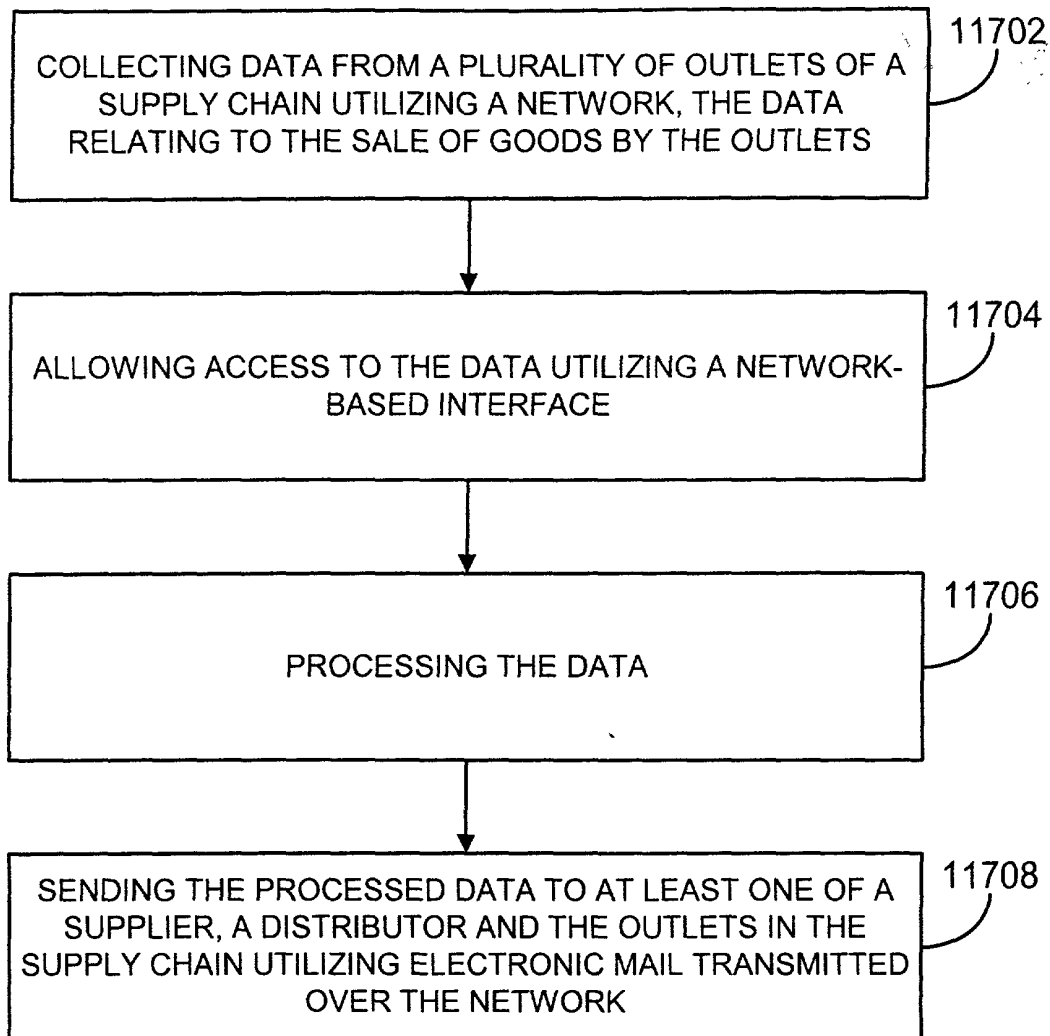 11702
COLLECTING DATA FROM A PLURALITY OF OUTLETS OF A
SUPPLY CHAIN UTILIZING A NETWORK, THE DATA
RELATING TO THE SALE OF GOODS BY THE OUTLETS
11704
ALLOWING ACCESS TO THE DATA UTILIZING A NETWORK-
BASED INTERFACE
11706
PROCESSING THE DATA
11708
SENDING THE PROCESSED DATA TO AT LEAST ONE OF A
SUPPLIER, A DISTRIBUTOR AND THE OUTLETS IN THE
SUPPLY CHAIN UTILIZING ELECTRONIC MAIL TRANSMITTED
OVER THE NETWORK